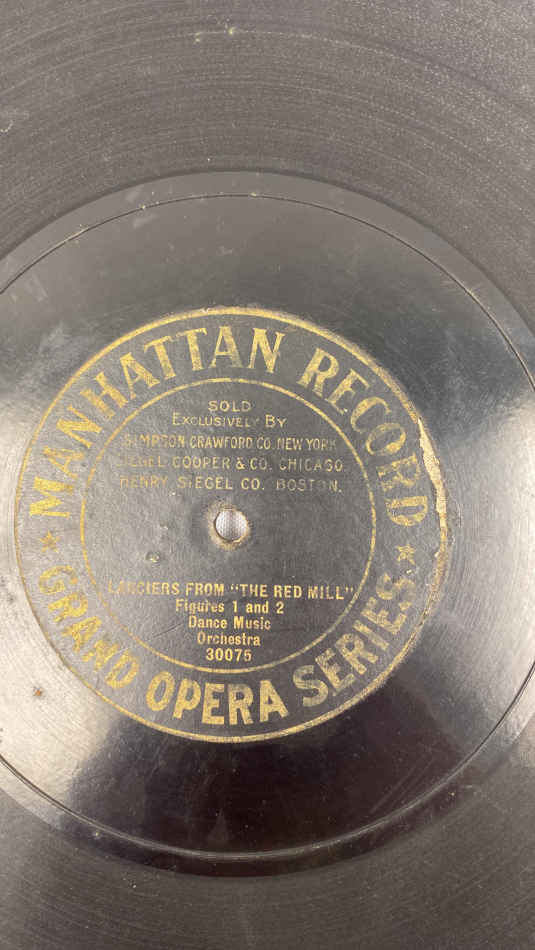 MANHATTAN RECORD
SOLD
EXCLUSIVELY BY
SIMPSON CRAWFORD CO. NEW YORK.
SIEGEL COOPER & CO. CHICAGO.
HENRY SIEGEL CO. BOSTON.
LANCIERS FROM "THE RED MILL"
Figures 1 and 2
Dance Music
Orchestra
30075
GRAND OPERA SERIES.